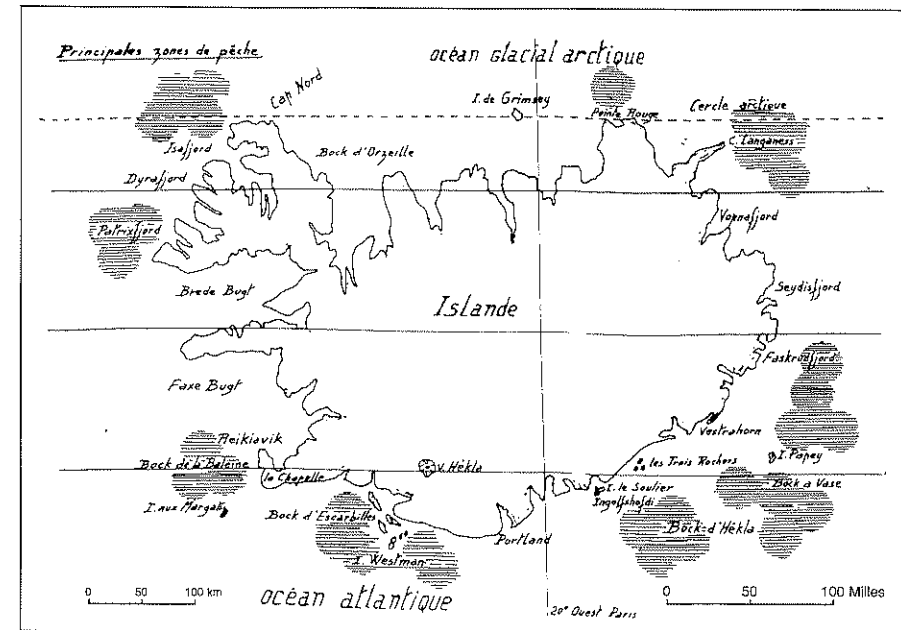 Principales zones de pêche
océan Glacial arctique
Cap Nord
I. de Grimsey
Pointe Rouge
Cercle arctique
Isafjord
Bock d'Orzeille
C. Langaness
Dyrafjord
Patrixfjord
Vopnafjord
Brede Bugt
Islande
Seydisfjord
Faxe Bugt
Faskrudfjord
Vestrahorn
Reikiavik
Bock de la Baleine
la Chapelle
V. Hékla
les Trois Rochers
I. Papey
I. aux Margats
Bock d'Escarbilles
I. le Soulier
Ingolfshofdi
Bock à Vase
Portland
Bock d'Hékla
I. Westman
0 50 100 km
océan atlantique
20° Ouest Paris
0 50 100 Milles